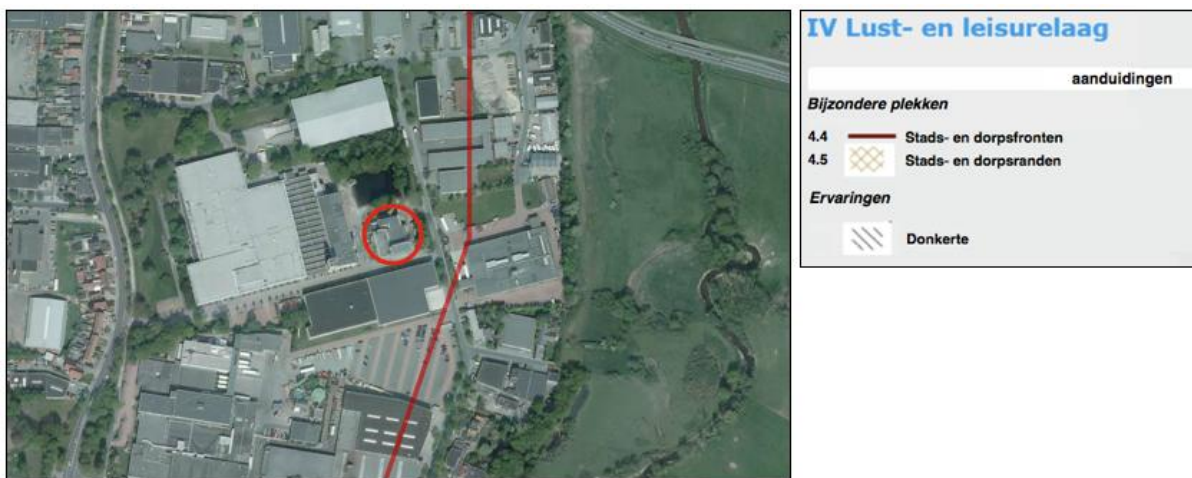 IV Lust- en leisurelaag
aanduidingen
Bijzondere plekken
4.4 Stads- en dorpsfronten
4.5 Stads- en dorpsranden
Ervaringen
Donkerte